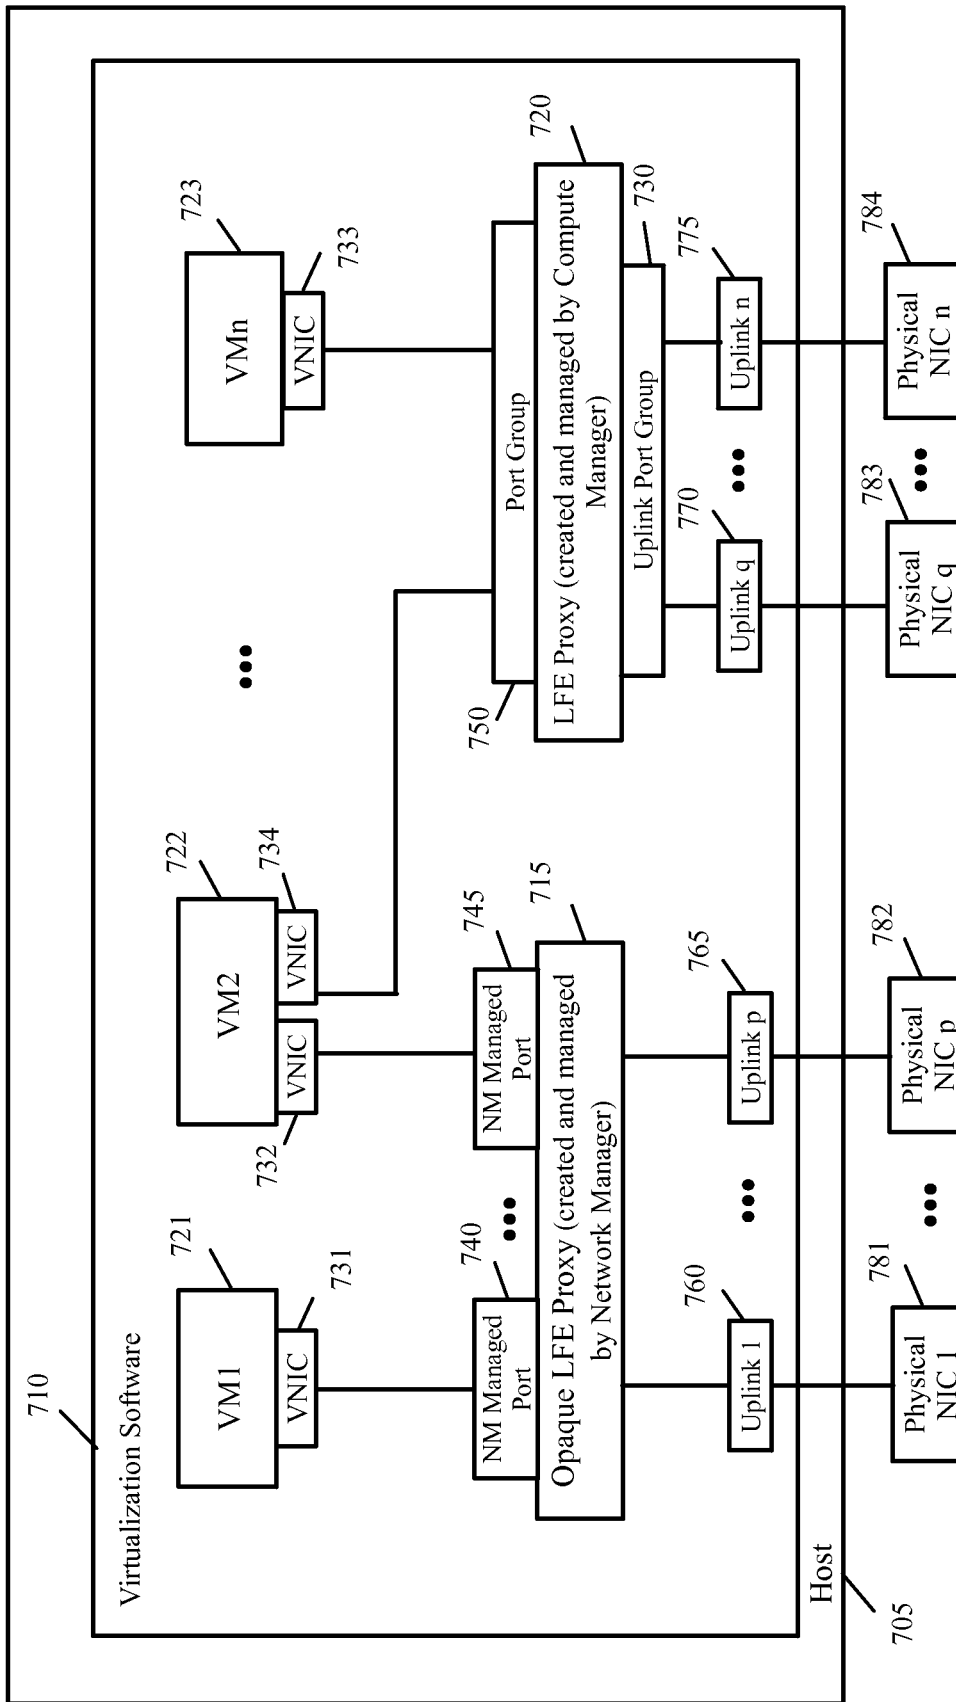 710
Virtualization Software
721
722
723
VM1
VM2
VMn
VNIC
VNIC
VNIC
VNIC
731
732
734
733
740
745
750
NM Managed
Port
NM Managed
Port
Port Group
715
720
Opaque LFE Proxy (created and managed
by Network Manager)
LFE Proxy (created and managed by Compute
Manager)
Uplink Port Group
730
760
765
770
775
Uplink 1
Uplink p
Uplink q
Uplink n
Host
705
781
782
783
784
Physical
NIC 1
Physical
NIC p
Physical
NIC q
Physical
NIC n